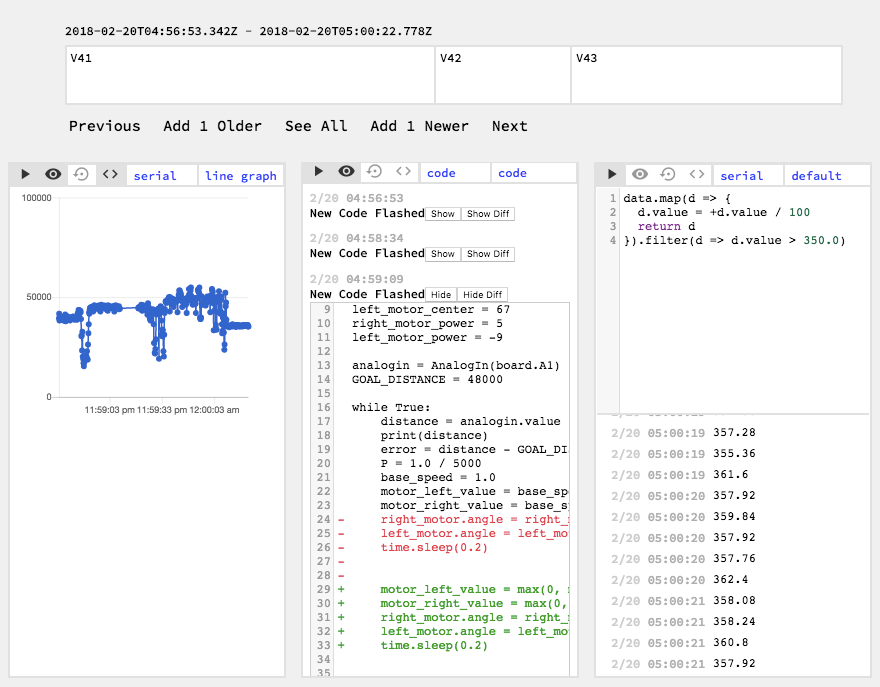 2018-02-20T04:56:53.342Z - 2018-02-20T05:00:22.778Z
V41
V42
V43
Previous Add 1 Older See All Add 1 Newer Next
serial line graph
100000
50000
0
11:59:03 pm 11:59:33 pm 12:00:03 am
code code
2/20 04:56:53
New Code Flashed Show Show Diff
2/20 04:58:34
New Code Flashed Show Show Diff
2/20 04:59:09
New Code Flashed Hide Hide Diff
9 left_motor_center = 67
10 right_motor_power = 5
11 left_motor_power = -9
12
13 analogin = AnalogIn(board.A1)
14 GOAL_DISTANCE = 48000
15
16 while True:
17 distance = analogin.value
18 print(distance)
19 error = distance - GOAL_DI
20 P = 1.0 / 5000
21 base_speed = 1.0
22 motor_left_value = base_sp
23 motor_right_value = base_s
24 - right_motor.angle = right_
25 - left_motor.angle = left_mo
26 - time.sleep(0.2)
27 -
28 -
29 + motor_left_value = max(0,
30 + motor_right_value = max(0,
31 + right_motor.angle = right_
32 + left_motor.angle = left_mo
33 + time.sleep(0.2)
34
35
serial default
1 data.map(d => {
2 d.value = +d.value / 100
3 return d
4 }).filter(d => d.value > 350.0)
2/20 05:00:19 357.28
2/20 05:00:19 355.36
2/20 05:00:19 361.6
2/20 05:00:20 357.92
2/20 05:00:20 359.84
2/20 05:00:20 357.92
2/20 05:00:20 357.76
2/20 05:00:20 362.4
2/20 05:00:21 358.08
2/20 05:00:21 358.24
2/20 05:00:21 360.8
2/20 05:00:21 357.92